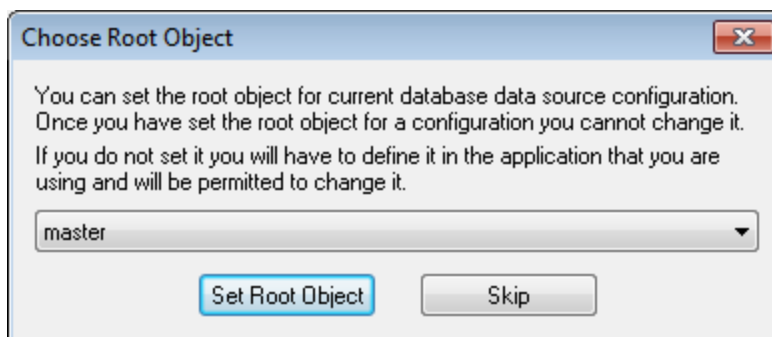 Choose Root Object
You can set the root object for current database data source configuration.
Once you have set the root object for a configuration you cannot change it.
If you do not set it you will have to define it in the application that you are
using and will be permitted to change it.
master
Set Root Object
Skip